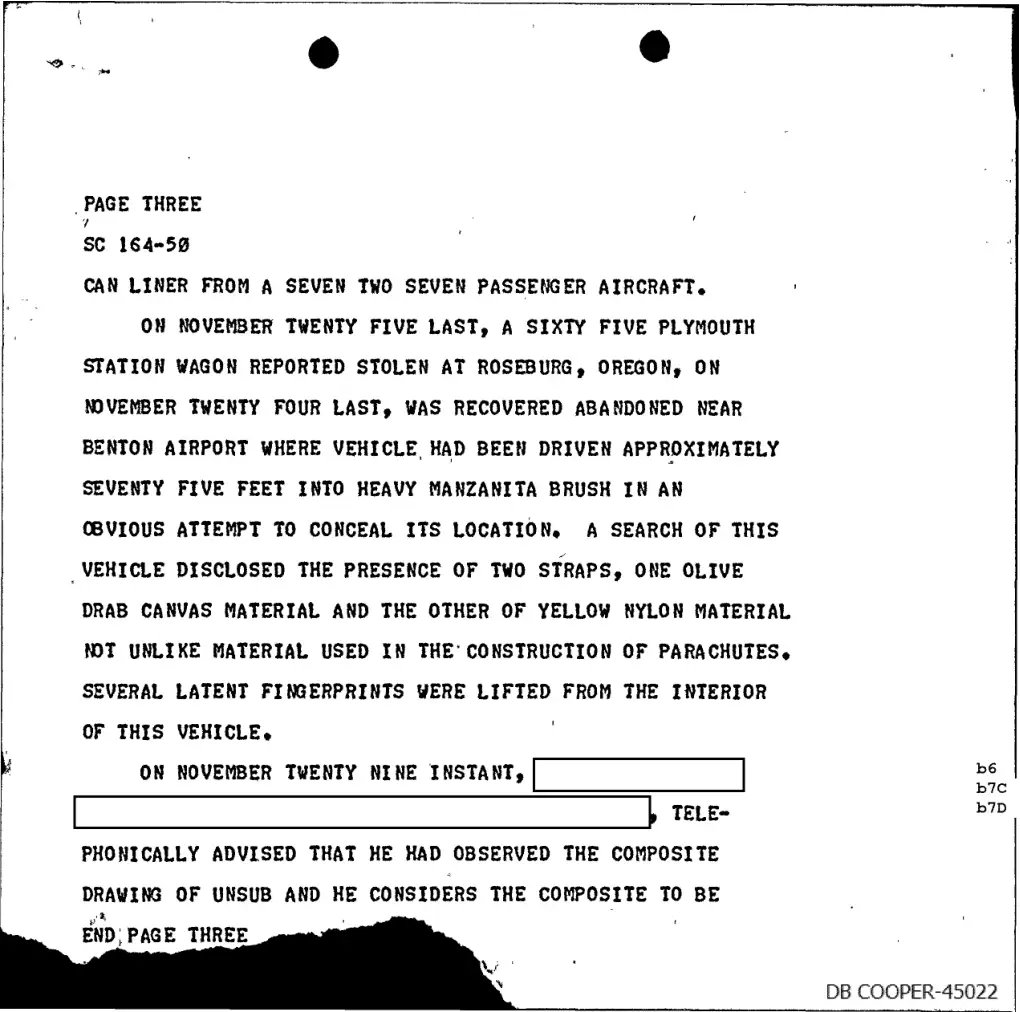 PAGE THREE
SC 164-50
CAN LINER FROM A SEVEN TWO SEVEN PASSENGER AIRCRAFT.
ON NOVEMBER TWENTY FIVE LAST, A SIXTY FIVE PLYMOUTH
STATION WAGON REPORTED STOLEN AT ROSEBURG, OREGON, ON
NOVEMBER TWENTY FOUR LAST, WAS RECOVERED ABANDONED NEAR
BENTON AIRPORT WHERE VEHICLE HAD BEEN DRIVEN APPROXIMATELY
SEVENTY FIVE FEET INTO HEAVY MANZANITA BRUSH IN AN
OBVIOUS ATTEMPT TO CONCEAL ITS LOCATION. A SEARCH OF THIS
VEHICLE DISCLOSED THE PRESENCE OF TWO STRAPS, ONE OLIVE
DRAB CANVAS MATERIAL AND THE OTHER OF YELLOW NYLON MATERIAL
NOT UNLIKE MATERIAL USED IN THE CONSTRUCTION OF PARACHUTES.
SEVERAL LATENT FINGERPRINTS WERE LIFTED FROM THE INTERIOR
OF THIS VEHICLE.
ON NOVEMBER TWENTY NINE INSTANT,
b6
b7C
b7D
, TELE-
PHONICALLY ADVISED THAT HE HAD OBSERVED THE COMPOSITE
DRAWING OF UNSUB AND HE CONSIDERS THE COMPOSITE TO BE
END PAGE THREE
DB COOPER-45022